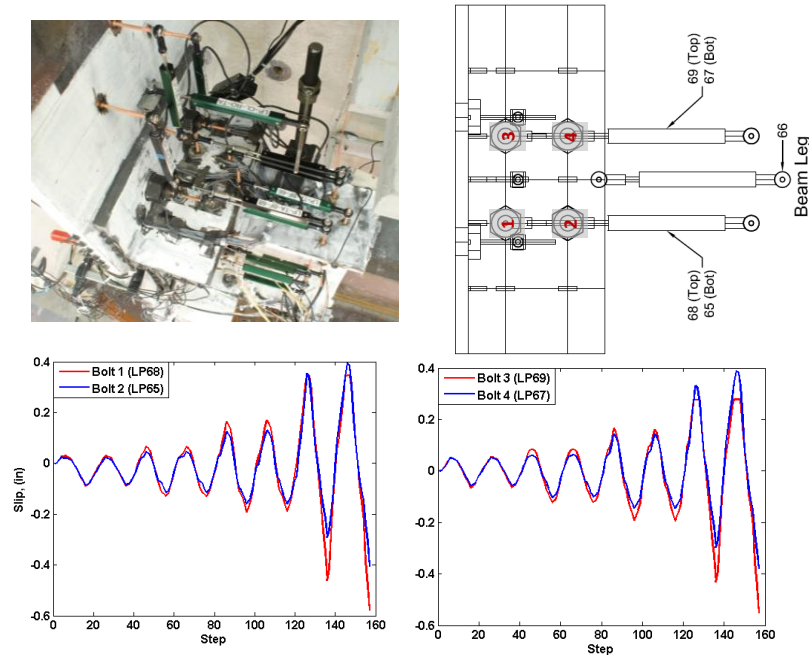 69 (Top)
67 (Bot)
66
Beam Leg
3
4
1
2
68 (Top)
65 (Bot)
0.4
0.2
0
-0.2
-0.4
-0.6
Slip, (in)
Bolt 1 (LP68)
Bolt 2 (LP65)
0
20
40
60
80
100
120
140
160
Step
0.4
0.2
0
-0.2
-0.4
-0.6
Bolt 3 (LP69)
Bolt 4 (LP67)
0
20
40
60
80
100
120
140
160
Step